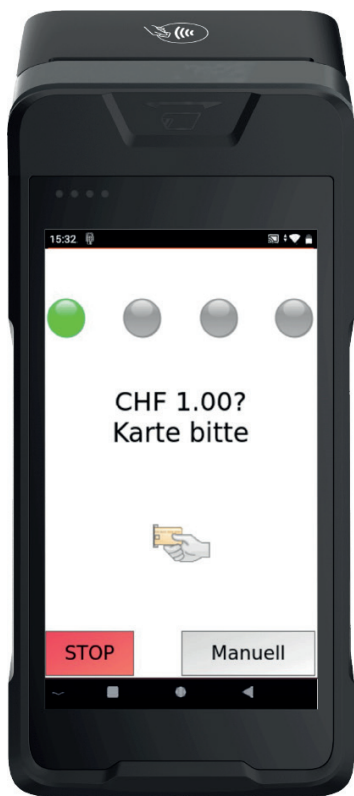 15:32
CHF 1.00?
Karte bitte
STOP
Manuell